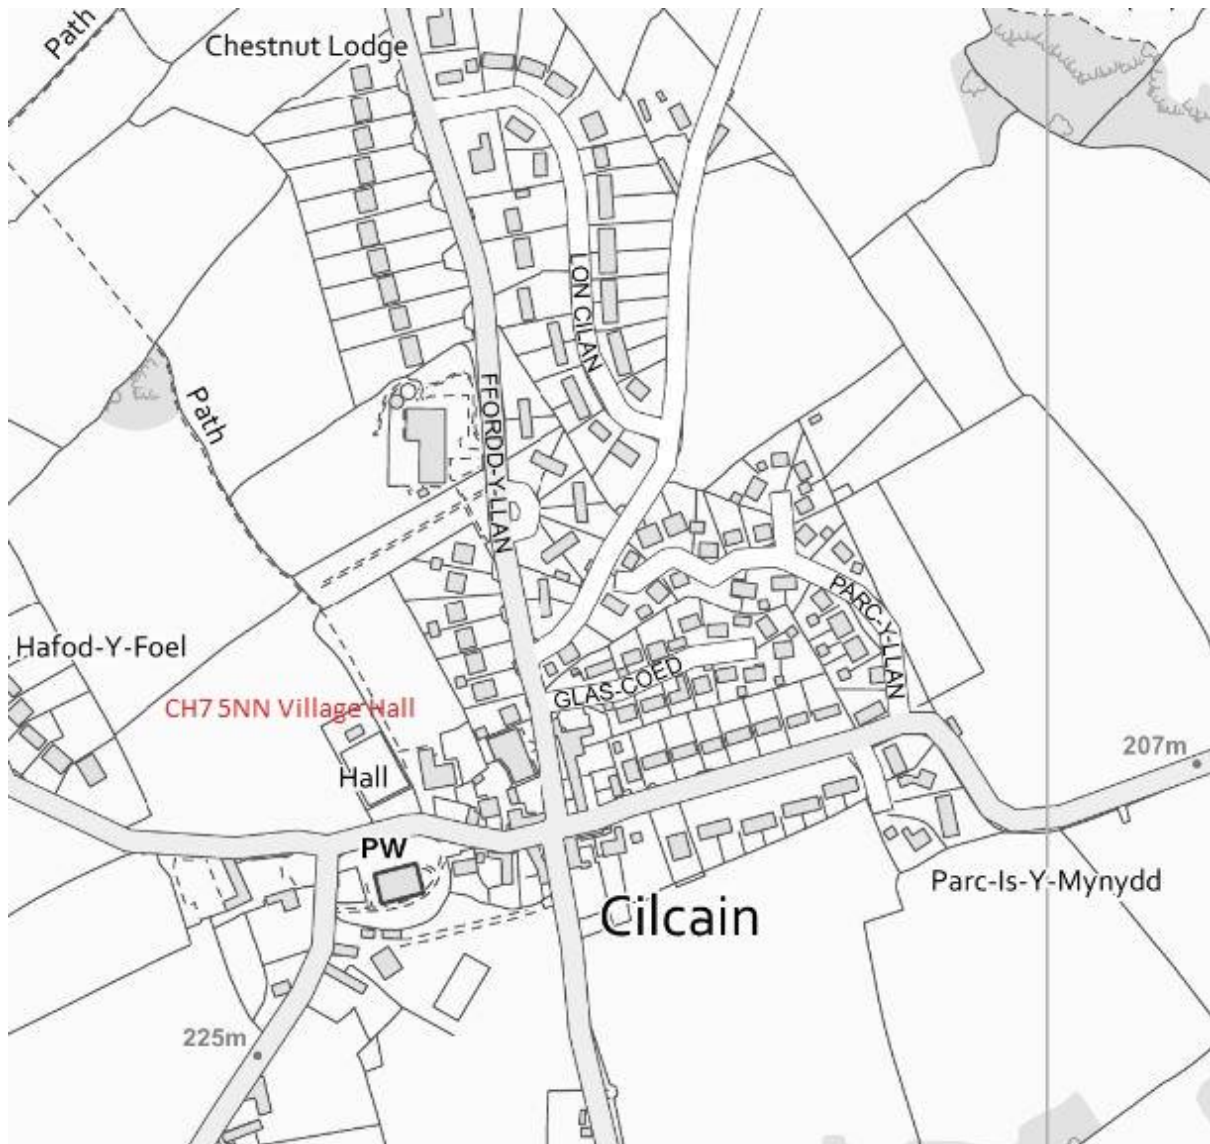 Path
Chestnut Lodge
LON CILAN
Path
FFORDD-Y-LLAN
PARC-Y-LLAN
Hafod-Y-Foel
GLAS-COED
CH7 5NN Village Hall
207m
Hall
PW
Parc-Is-Y-Mynydd
Cilcain
225m